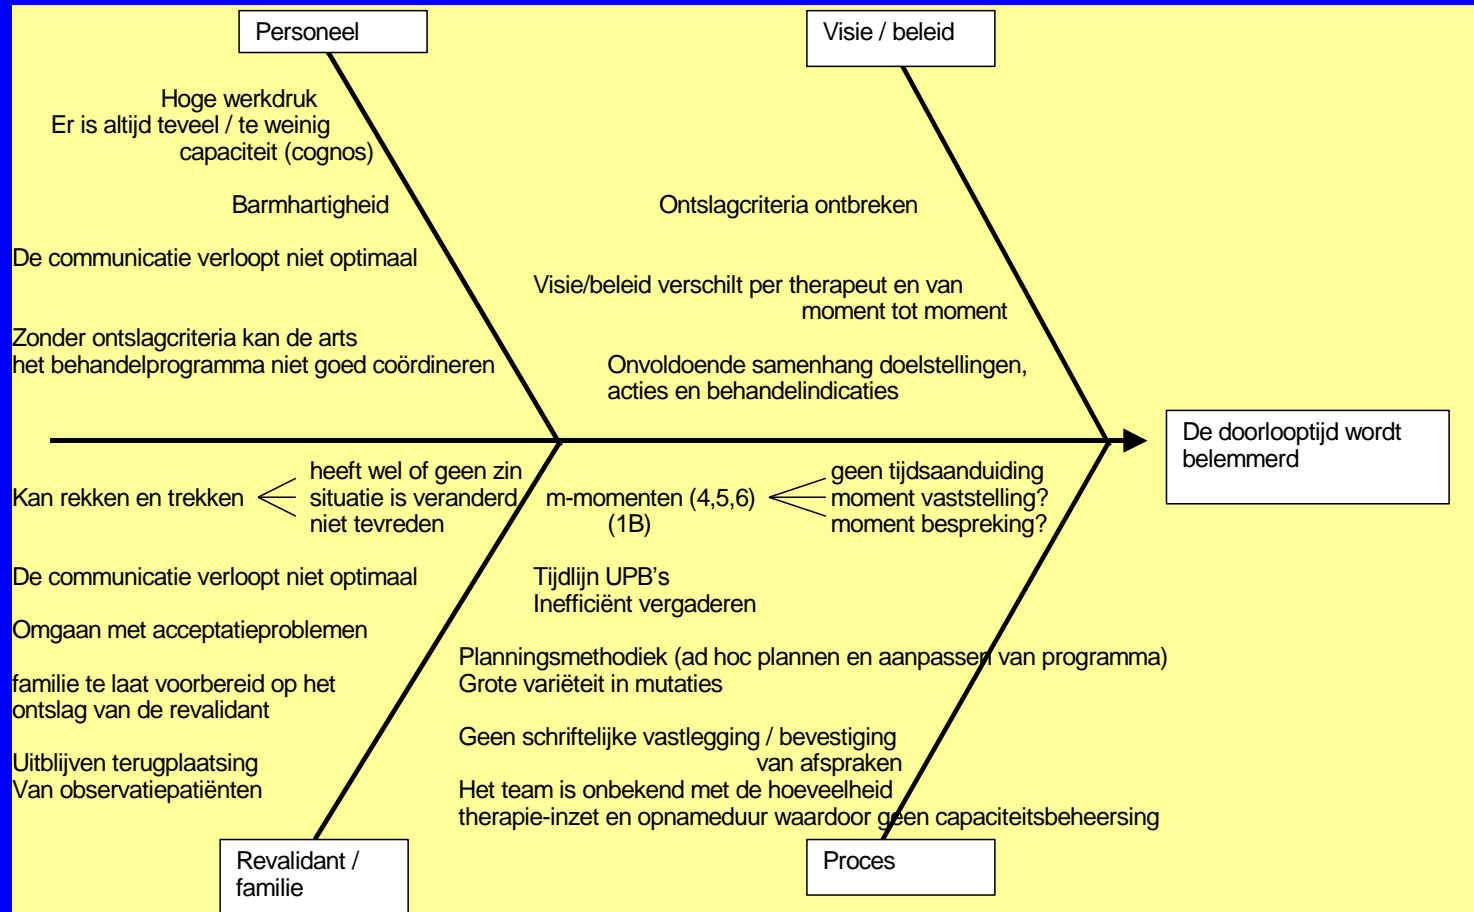 Personeel
Visie / beleid
Hoge werkdruk
Er is altijd teveel / te weinig
capaciteit (cognos)
Barmhartigheid
De communicatie verloopt niet optimaal
Zonder ontslagcriteria kan de arts
het behandelprogramma niet goed coördineren
Ontslagcriteria ontbreken
Visie/beleid verschilt per therapeut en van
moment tot moment
Onvoldoende samenhang doelstellingen,
acties en behandelindicaties
De doorlooptijd wordt
belemmerd
Kan rekken en trekken
heeft wel of geen zin
situatie is veranderd
niet tevreden
De communicatie verloopt niet optimaal
Omgaan met acceptatieproblemen
familie te laat voorbereid op het
ontslag van de revalidant
Uitblijven terugplaatsing
Van observatiepatiënten
m-momenten (4,5,6)
(1B)
geen tijdsaanduiding
moment vaststelling?
moment bespreking?
Tijdlijn UPB's
Inefficiënt vergaderen
Planningsmethodiek (ad hoc plannen en aanpassen van programma)
Grote variëteit in mutaties
Geen schriftelijke vastlegging / bevestiging
van afspraken
Het team is onbekend met de hoeveelheid
therapie-inzet en opnameduur waardoor geen capaciteitsbeheersing
Revalidant /
familie
Proces